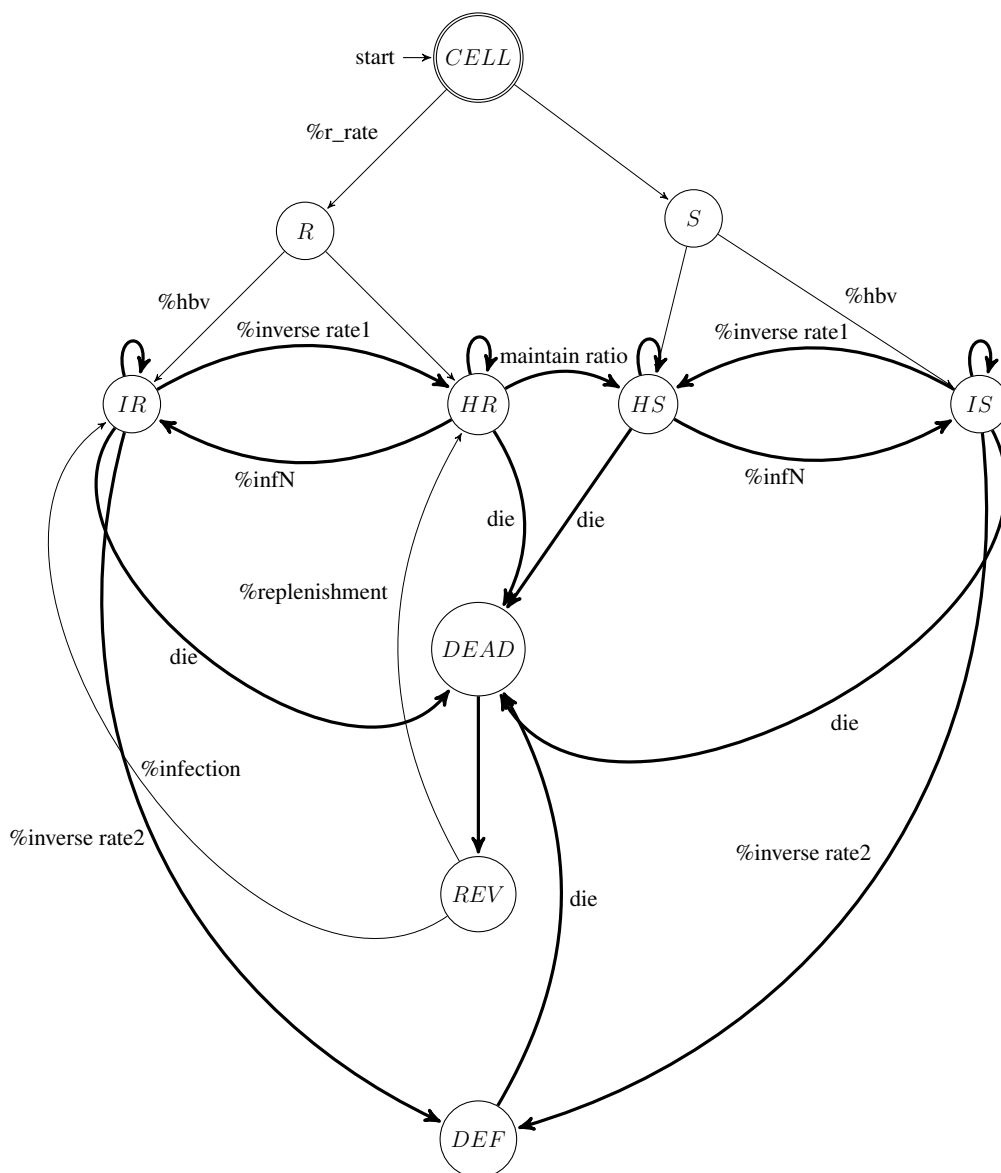 start
CELL
%r_rate
S
R
%hbv
%hbv
%inverse rate1
%inverse rate1
maintain ratio
IR
HR
HS
IS
%infN
%infN
die
die
%replenishment
DEAD
die
die
%infection
%inverse rate2
%inverse rate2
REV
die
DEF